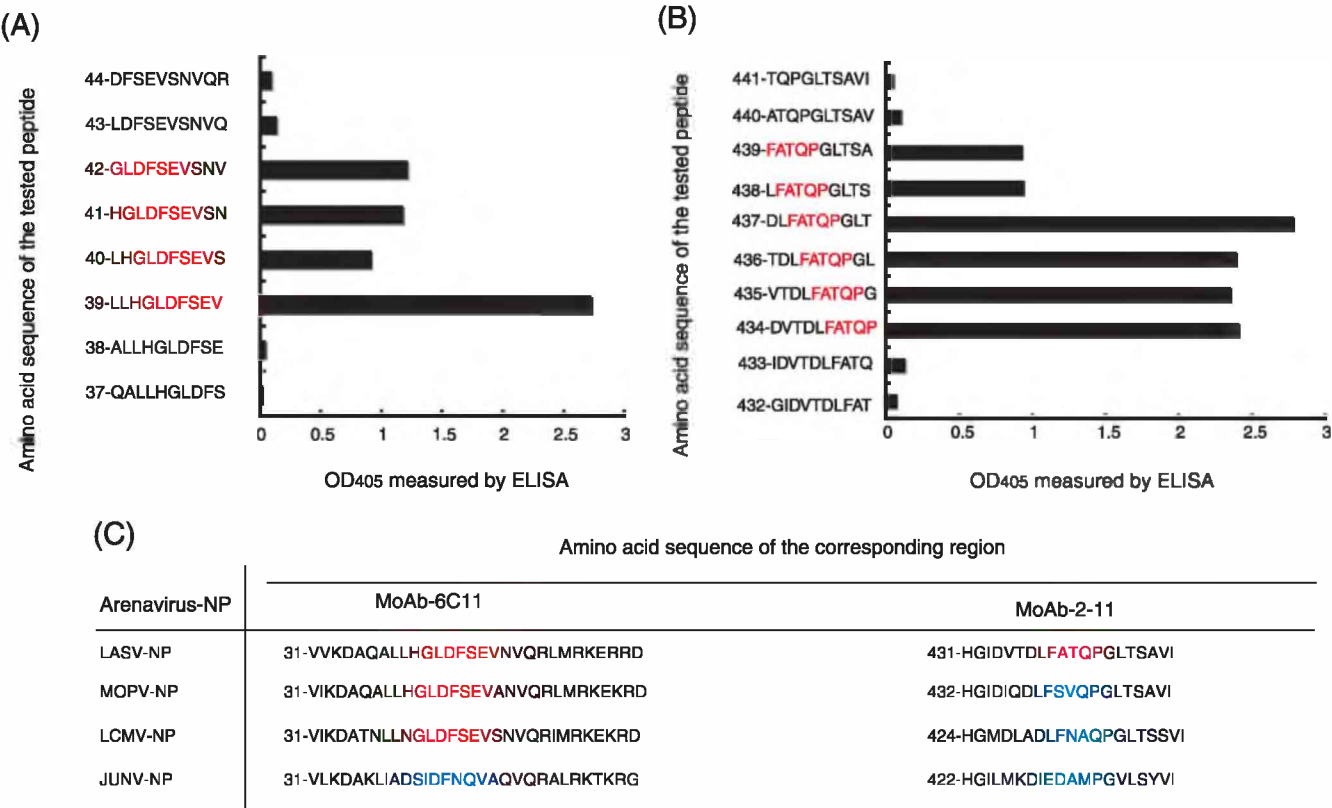 (A)
Amino acid sequence of the tested peptide
44-DFSEVSNVQR
43-LDFSEVSNVQ
42-GLDFSEVSNV
41-HGLDFSEVSN
40-LHGLDFSEVS
39-LLHGLDFSEV
38-ALLHGLDFSE
37-QALLHGLDFS
0 0.5 1 1.5 2 2.5 3
OD405 measured by ELISA
(B)
Amino acid sequence of the tested peptide
441-TQPGLTSAVI
440-ATQPGLTSAV
439-FATQPGLTSA
438-LFATQPGLTS
437-DLFATQPGLT
436-TDLFATQPGL
435-VTDLFATQPG
434-DVTDLFATQP
433-IDVTDLFATQ
432-GIDVTDLFAT
0 0.5 1 1.5 2 2.5 3
OD405 measured by ELISA
(C)
Amino acid sequence of the corresponding region
Arenavirus-NP MoAb-6C11 MoAb-2-11
LASV-NP 31-VVKDAQALLHGLDFSEVNVQRLMRKERRD 431-HGIDVTDLFATQPGLTSAVI
MOPV-NP 31-VIKDAQALLHGLDFSEVANVQRLMRKEKRD 432-HGIDIQDLFSVQPGLTSAVI
LCMV-NP 31-VIKDATNLLNGLDFSEVSNVQRIMRKEKRD 424-HGMDLADLFNAQPGLTSSVI
JUNV-NP 31-VLKDAKLIADSIDFNQVAQVQRALRKTKRG 422-HGILMKDIEDAMPGVLSYVI